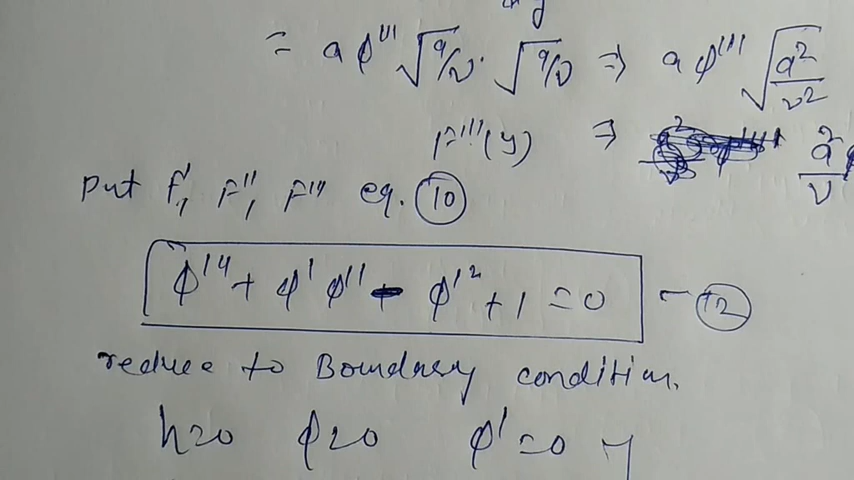 = a φ''' √a/ν · √a/ν ⇒ a φ''' √a²/ν²
F'''(y) ⇒ a²/ν
Put f', F'', F''' eq. (10)
φ''' + φ' φ'' - φ'² + 1 = 0 — (12)
reduce to Boundary condition.
h=0 φ=0 φ'=0